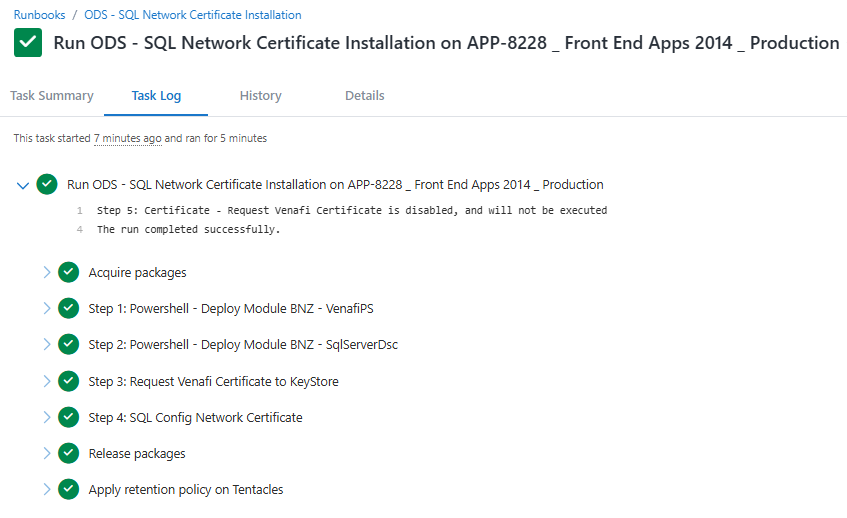 Runbooks / ODS - SQL Network Certificate Installation
Run ODS - SQL Network Certificate Installation on APP-8228 _ Front End Apps 2014 _ Production
Task Summary Task Log History Details
This task started 7 minutes ago and ran for 5 minutes
Run ODS - SQL Network Certificate Installation on APP-8228 _ Front End Apps 2014 _ Production
1 Step 5: Certificate - Request Venafi Certificate is disabled, and will not be executed
4 The run completed successfully.
Acquire packages
Step 1: Powershell - Deploy Module BNZ - VenafiPS
Step 2: Powershell - Deploy Module BNZ - SqlServerDsc
Step 3: Request Venafi Certificate to KeyStore
Step 4: SQL Config Network Certificate
Release packages
Apply retention policy on Tentacles